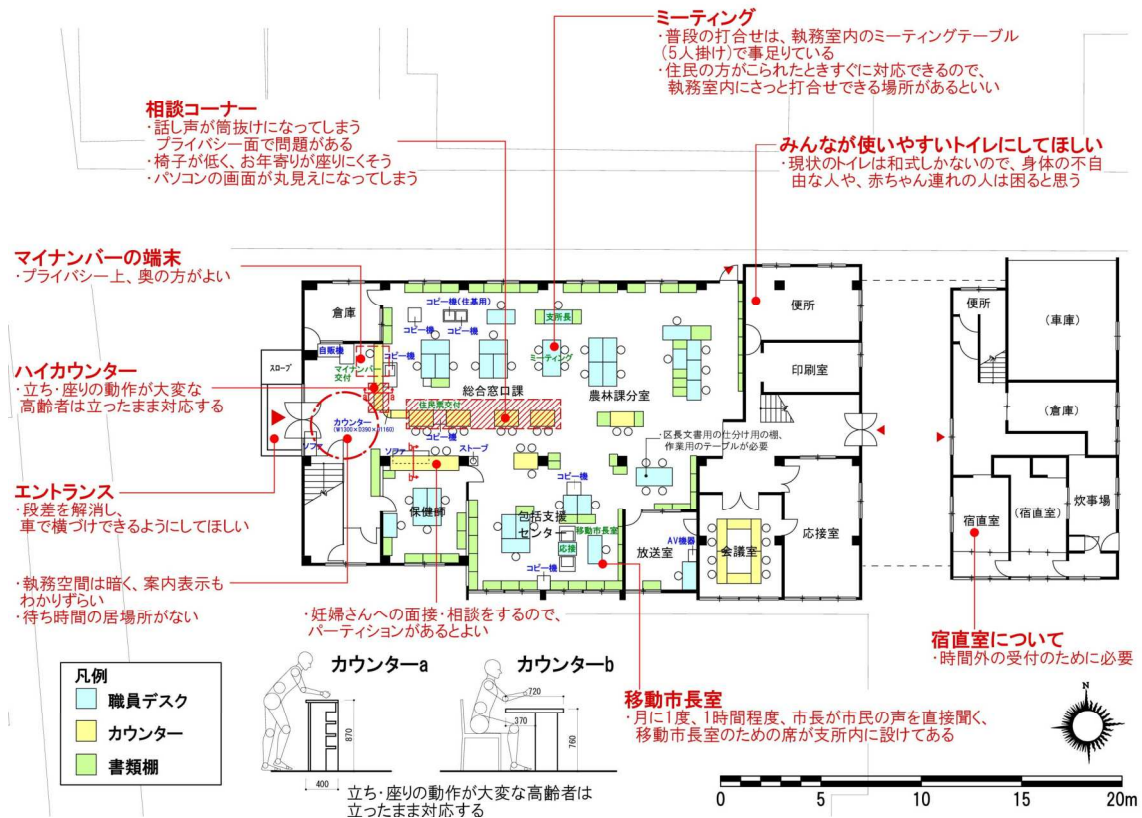 ミーティング
・普段の打合せは、執務室内のミーティングテーブル
(5人掛け)で事足りている
・住民の方がこられたときすぐに対応できるので、
執務室内にさっと打合せできる場所があるといい
相談コーナー
・話し声が筒抜けになってしまう
プライバシー面で問題がある
・椅子が低く、お年寄りが座りにくそう
・パソコンの画面が丸見えになってしまう
みんなが使いやすいトイレにしてほしい
・現状のトイレは和式しかないので、身体の不自
由な人や、赤ちゃん連れの人は困ると思う
マイナンバーの端末
・プライバシー上、奥の方がよい
ハイカウンター
・立ち・座りの動作が大変な
高齢者は立ったまま対応する
エントランス
・段差を解消し、
車で横づけできるようにしてほしい
・執務空間は暗く、案内表示も
わかりずらい
・待ち時間の居場所がない
倉庫
コピー機(住基用)
コピー機
コピー機
支所長
自販機
コピー機
マイナンバー
交付
ミーティング
スロープ
総合窓口課
農林課分室
住民票交付
カウンター
ソファ
コピー機
ソファ
ストーブ
コピー機
・区長文書用の仕分け用の棚、
作業用のテーブルが必要
保健師
包括支援
センター
移動市長室
応接
コピー機
放送室
AV機器
会議室
応接室
便所
印刷室
便所
(車庫)
(倉庫)
宿直室
(宿直室)
炊事場
・妊婦さんへの面接・相談をするので、
パーティションがあるとよい
宿直室について
・時間外の受付のために必要
移動市長室
・月に1度、1時間程度、市長が市民の声を直接聞く、
移動市長室のための席が支所内に設けてある
凡例
職員デスク
カウンター
書類棚
カウンターa
870
400
カウンターb
720
370
760
立ち・座りの動作が大変な高齢者は
立ったまま対応する
N
0 5 10 15 20m